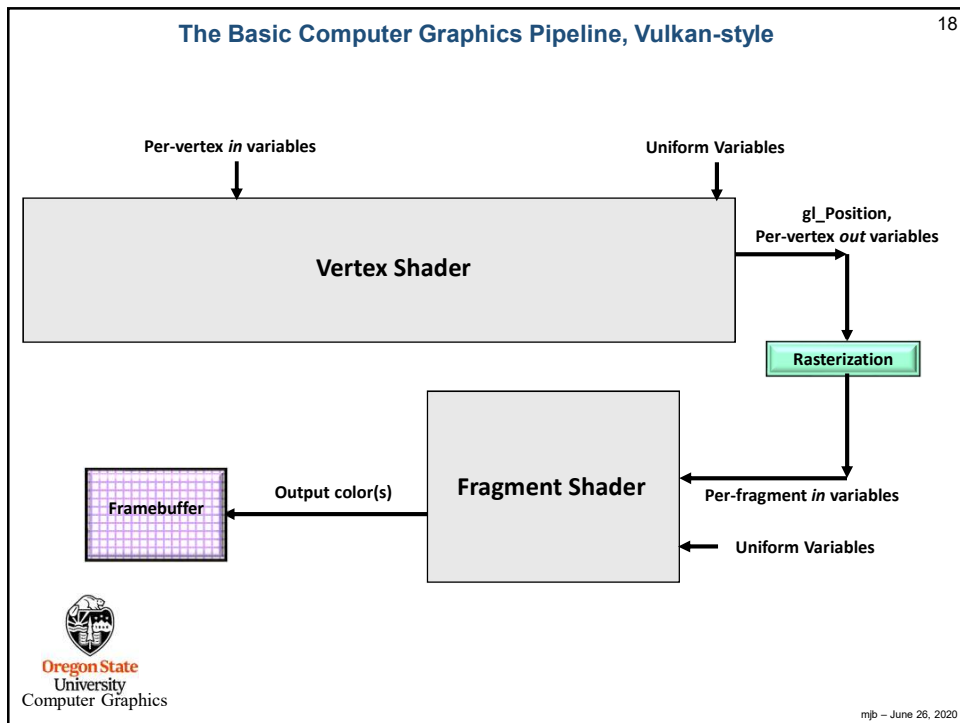 The Basic Computer Graphics Pipeline, Vulkan-style
18
Per-vertex in variables
Uniform Variables
gl_Position,
Per-vertex out variables
Vertex Shader
Rasterization
Fragment Shader
Per-fragment in variables
Output color(s)
Framebuffer
Uniform Variables
Oregon State
University
Computer Graphics
mjb – June 26, 2020